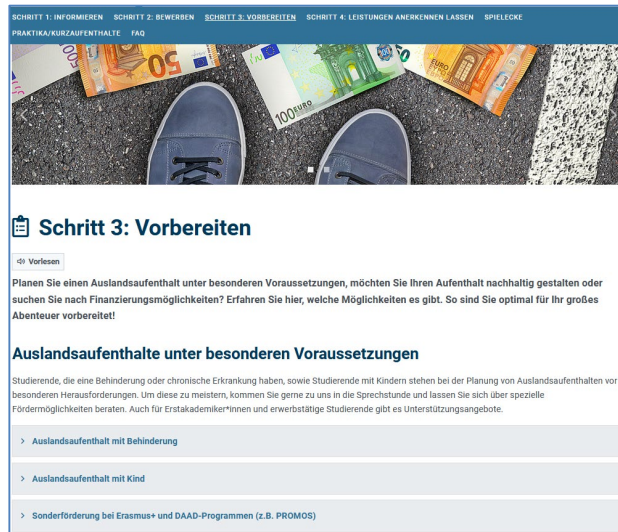 SCHRITT 1: INFORMIEREN SCHRITT 2: BEWERBEN SCHRITT 3: VORBEREITEN SCHRITT 4: LEISTUNGEN ANERKENNEN LASSEN SPIELECKE
PRAKTIKA/KURZAUFENTHALTE FAQ
50
100 EURO
EURO
Schritt 3: Vorbereiten
Vorlesen
Planen Sie einen Auslandsaufenthalt unter besonderen Voraussetzungen, möchten Sie Ihren Aufenthalt nachhaltig gestalten oder
suchen Sie nach Finanzierungsmöglichkeiten? Erfahren Sie hier, welche Möglichkeiten es gibt. So sind Sie optimal für Ihr großes
Abenteuer vorbereitet!
Auslandsaufenthalte unter besonderen Voraussetzungen
Studierende, die eine Behinderung oder chronische Erkrankung haben, sowie Studierende mit Kindern stehen bei der Planung von Auslandsaufenthalten vor
besonderen Herausforderungen. Um diese zu meistern, kommen Sie gerne zu uns in die Sprechstunde und lassen Sie sich über spezielle
Fördermöglichkeiten beraten. Auch für Erstakademiker*innen und erwerbstätige Studierende gibt es Unterstützungsangebote.
> Auslandsaufenthalt mit Behinderung
> Auslandsaufenthalt mit Kind
> Sonderförderung bei Erasmus+ und DAAD-Programmen (z.B. PROMOS)